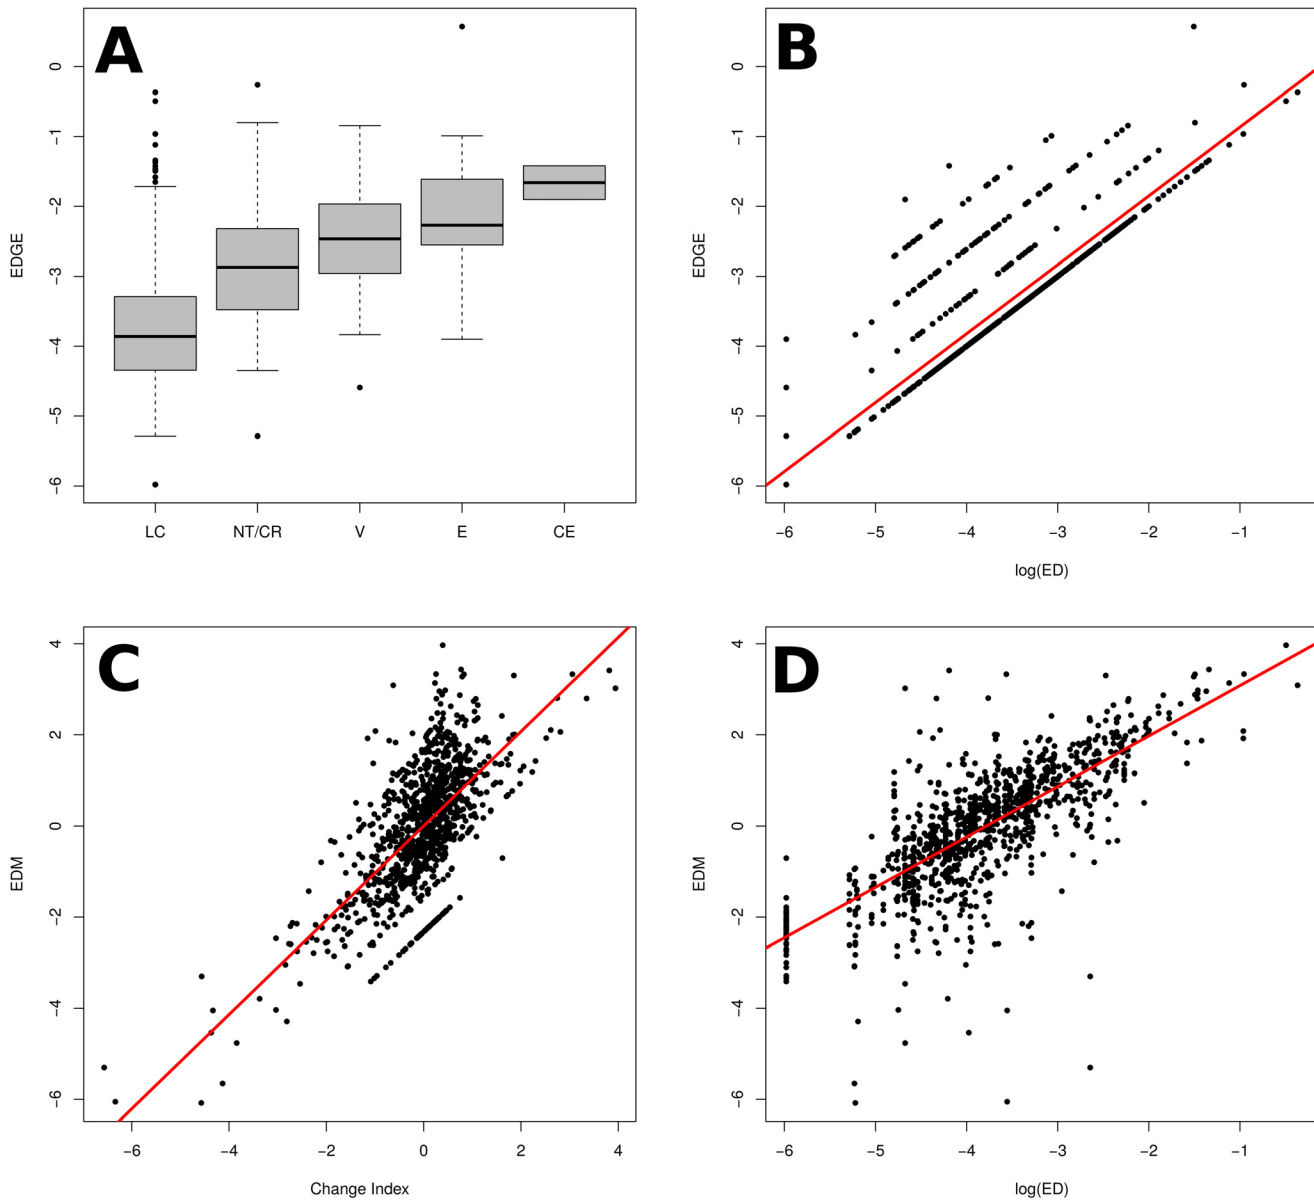 A
EDGE
0
−1
−2
−3
−4
−5
−6
LC NT/CR V E CE
B
EDGE
0
−1
−2
−3
−4
−5
−6
−6 −5 −4 −3 −2 −1
log(ED)
C
EDM
4
2
0
−2
−4
−6
−6 −4 −2 0 2 4
Change Index
D
EDM
4
2
0
−2
−4
−6
−6 −5 −4 −3 −2 −1
log(ED)